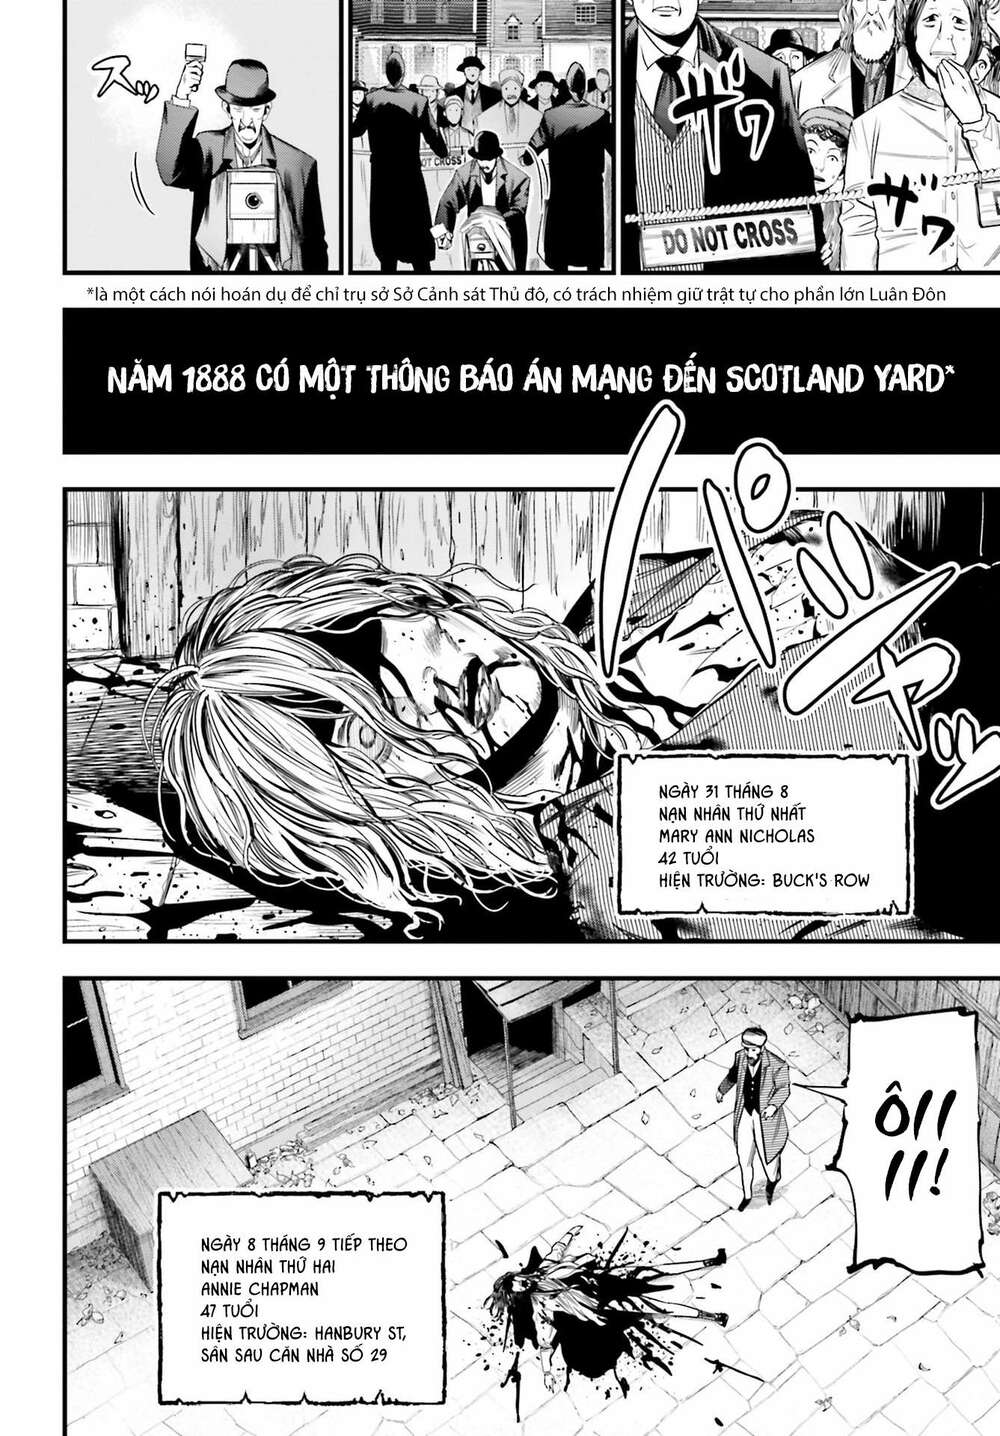 ザワ
ザワ
DO NOT CROSS
D
DO NOT CROSS
スッ
*là một cách nói hoán dụ để chỉ trụ sở Sở Cảnh sát Thủ đô, có trách nhiệm giữ trật tự cho phần lớn Luân Đôn
NĂM 1888 CÓ MỘT THÔNG BÁO ÁN MẠNG ĐẾN SCOTLAND YARD*
パシャッ
NGÀY 31 THÁNG 8
NẠN NHÂN THỨ NHẤT
MARY ANN NICHOLAS
42 TUỔI
HIỆN TRƯỜNG: BUCK'S ROW
ÔII
II!
NGÀY 8 THÁNG 9 TIẾP THEO
NẠN NHÂN THỨ HAI
ANNIE CHAPMAN
47 TUỔI
HIỆN TRƯỜNG: HANBURY ST,
SÂN SAU CĂN NHÀ SỐ 29